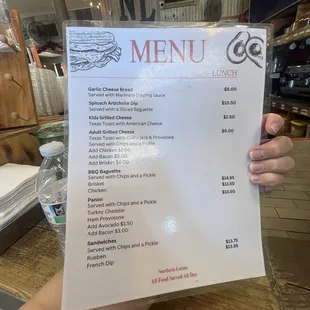 MENU
LUNCH
Garlic Cheese Bread $8.00
Served with Marinara Dipping Sauce
Spinach Artichoke Dip $10.50
Served with a Sliced Baguette
Kids Grilled Cheese $2.50
Texas Toast with American Cheese
Adult Grilled Cheese $6.00
Texas Toast with Colby jack & Provolone
Served with Chips and a Pickle
Add Chicken $2.00
Add Bacon $3.00
Add Brisket $4.00
BBQ Baguette
Served with Chips and a Pickle $14.95
Brisket $12.50
Chicken $10.50
Panini
Served with Chips and a Pickle
Turkey Cheddar
Ham Provolone
Add Avocado $1.50
Add Bacon $3.00
Sandwiches $13.75
Served with Chips and a Pickle $13.95
Rueben
French Dip
Northern Latins
All Food Served All Day